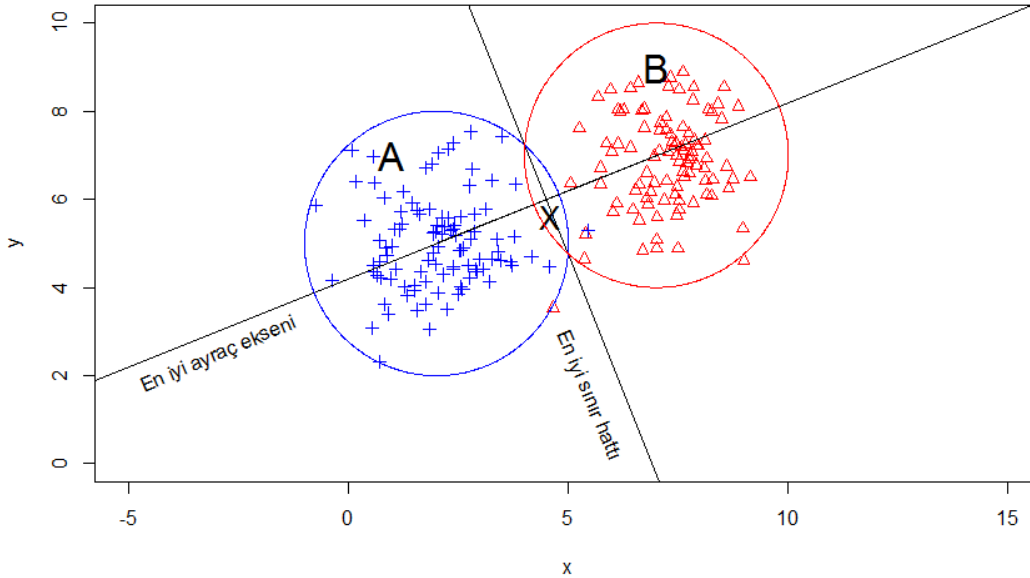 10
8
6
4
2
0
y
A
B
X
En iyi ayraç ekseni
En iyi sınır hattı
-5 0 5 10 15
x